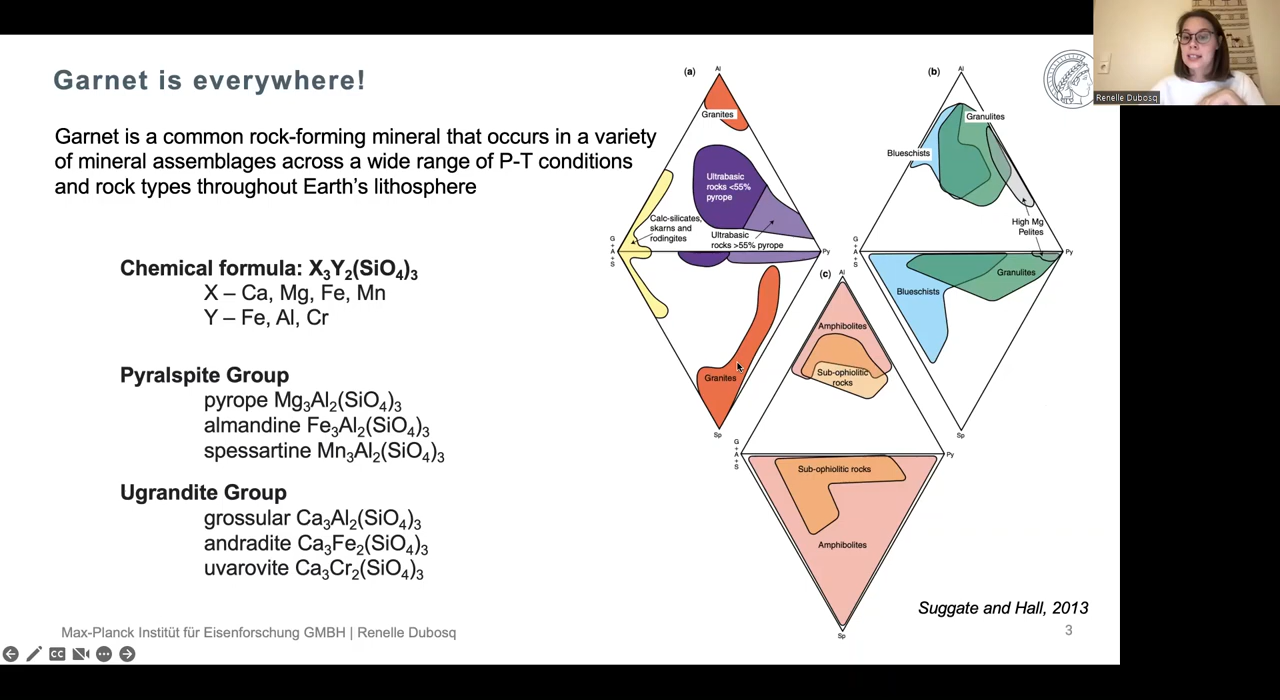 Garnet is everywhere!
Garnet is a common rock-forming mineral that occurs in a variety
of mineral assemblages across a wide range of P-T conditions
and rock types throughout Earth's lithosphere
Chemical formula: X₃Y₂(SiO₄)₃
X – Ca, Mg, Fe, Mn
Y – Fe, Al, Cr
Pyralspite Group
pyrope Mg₃Al₂(SiO₄)₃
almandine Fe₃Al₂(SiO₄)₃
spessartine Mn₃Al₂(SiO₄)₃
Ugrandite Group
grossular Ca₃Al₂(SiO₄)₃
andradite Ca₃Fe₂(SiO₄)₃
uvarovite Ca₃Cr₂(SiO₄)₃
(a)
Al
Granites
Ultrabasic
rocks <55%
pyrope
Calc-silicates,
skarns and
rodingites
Ultrabasic
rocks >55% pyrope
G
+
A
+
S
Py
Granites
Sp
(b)
Al
Granulites
Blueschists
High Mg
Pelites
G
+
A
+
S
Py
Granulites
Blueschists
Sp
(c)
Al
Amphibolites
Sub-ophiolitic
rocks
G
+
A
+
S
Py
Sub-ophiolitic rocks
Amphibolites
Sp
Renelle Dubosq
Suggate and Hall, 2013
Max-Planck Institüt für Eisenforschung GMBH | Renelle Dubosq
3
CC